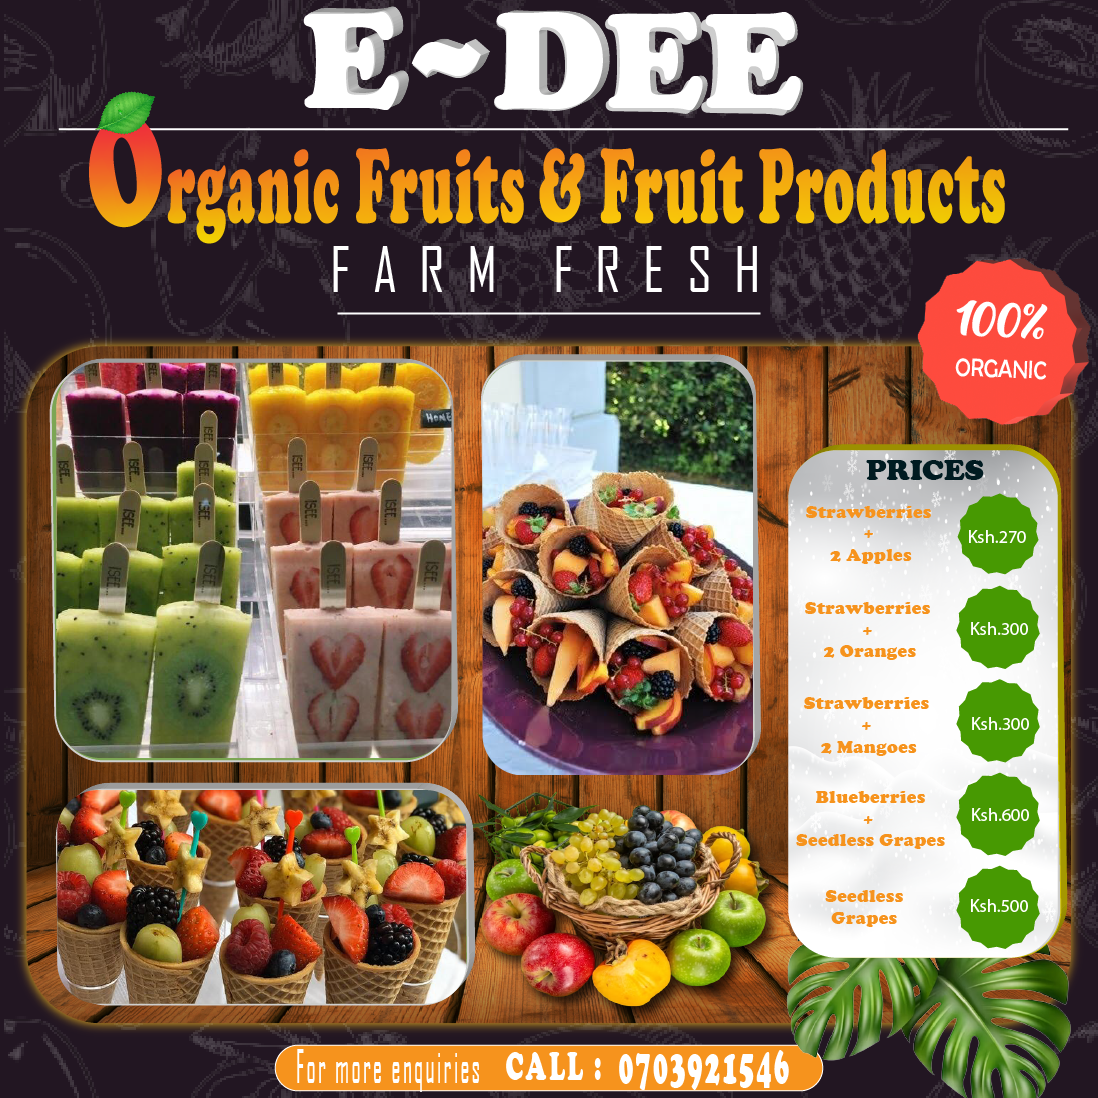 E~DEE
Organic Fruits & Fruit Products
FARM FRESH
100%
ORGANIC
PRICES
Strawberries
+
2 Apples
Ksh.270
Strawberries
+
2 Oranges
Ksh.300
Strawberries
+
2 Mangoes
Ksh.300
Blueberries
+
Seedless Grapes
Ksh.600
Seedless
Grapes
Ksh.500
For more enquiries CALL : 0703921546